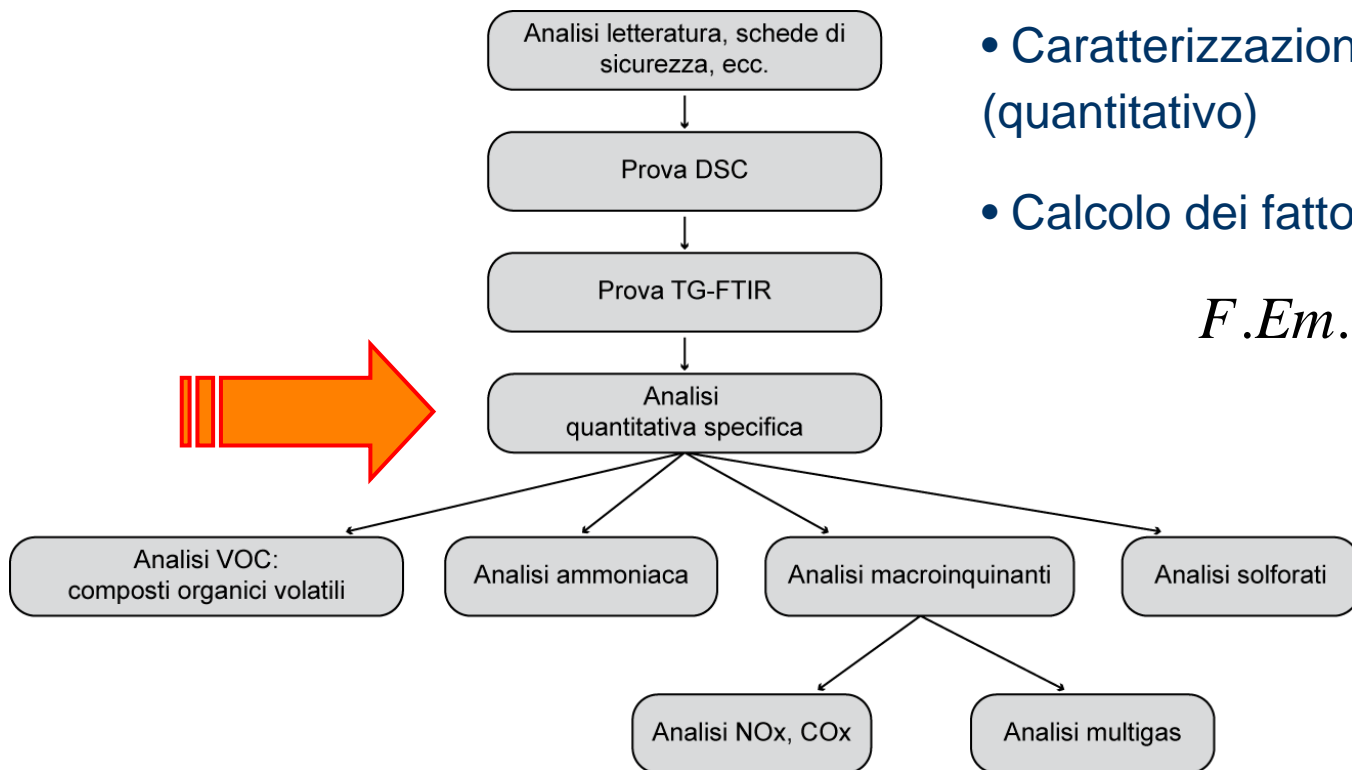 Analisi letteratura, schede di
sicurezza, ecc.
Prova DSC
Prova TG-FTIR
Analisi
quantitativa specifica
Analisi VOC:
composti organici volatili
Analisi ammoniaca
Analisi macroinquinanti
Analisi solforati
Analisi NOx, COx
Analisi multigas
• Caratterizzazion
(quantitativo)
• Calcolo dei fatto
F.Em.